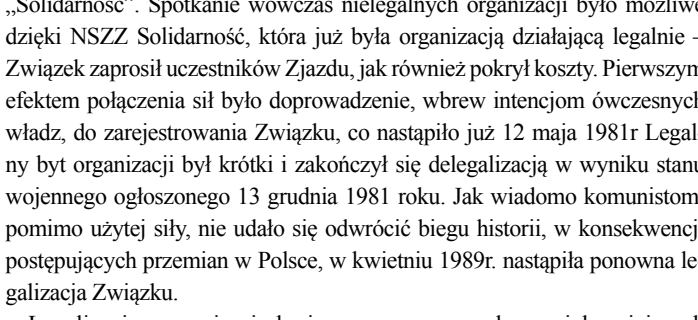 „Solidarność”. Spotkanie wówczas nielegalnych organizacji było możliwe
dzięki NSZZ Solidarność, która już była organizacją działającą legalnie –
Związek zaprosił uczestników Zjazdu, jak również pokrył koszty. Pierwszym
efektem połączenia sił było doprowadzenie, wbrew intencjom ówczesnych
władz, do zarejestrowania Związku, co nastąpiło już 12 maja 1981r Legal
ny byt organizacji był krótki i zakończył się delegalizacją w wyniku stanu
wojennego ogłoszonego 13 grudnia 1981 roku. Jak wiadomo komunistom
pomimo użytej siły, nie udało się odwrócić biegu historii, w konsekwencj
postępujących przemian w Polsce, w kwietniu 1989r. nastąpiła ponowna le
galizacja Związku.